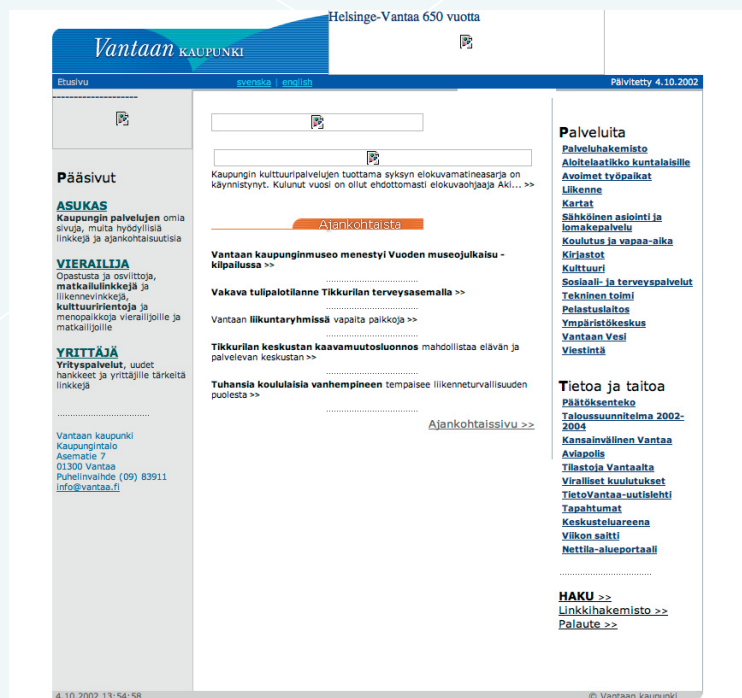 Helsinge-Vantaa 650 vuotta
Vantaan KAUPUNKI
Etusivu
svenska | english
Päivitetty 4.10.2002
--------------------
Pääsivut
ASUKAS
Kaupungin palvelujen omia
sivuja, muita hyödyllisiä
linkkejä ja ajankohtaisuutisia
VIERAILIJA
Opastusta ja osviittoja,
matkailulinkkejä ja
liikennevinkkejä,
kulttuuririentoja ja
menopaikkoja vierailijoille ja
matkailijoille
YRITTÄJÄ
Yrityspalvelut, uudet
hankkeet ja yrittäjille tärkeitä
linkkejä
Vantaan kaupunki
Kaupungintalo
Asematie 7
01300 Vantaa
Puhelinvaihde (09) 83911
info@vantaa.fi
Kaupungin kulttuuripalvelujen tuottama syksyn elokuvamatineasarja on
käynnistynyt. Kulunut vuosi on ollut ehdottomasti elokuvaohjaaja Aki... >>
Ajankohtaista
Vantaan kaupunginmuseo menestyi Vuoden museojulkaisu -
kilpailussa >>
Vakava tulipalotilanne Tikkurilan terveysasemalla >>
Vantaan liikuntaryhmissä vapaita paikkoja >>
Tikkurilan keskustan kaavamuutosluonnos mahdollistaa elävän ja
palvelevan keskustan >>
Tuhansia koululaisia vanhempineen tempaisee liikenneturvallisuuden
puolesta >>
Ajankohtaissivu >>
Palveluita
Palveluhakemisto
Aloitelaatikko kuntalaisille
Avoimet työpaikat
Liikenne
Kartat
Sähköinen asiointi ja
lomakepalvelu
Koulutus ja vapaa-aika
Kirjastot
Kulttuuri
Sosiaali- ja terveyspalvelut
Tekninen toimi
Pelastuslaitos
Ympäristökeskus
Vantaan Vesi
Viestintä
Tietoa ja taitoa
Päätöksenteko
Taloussuunnitelma 2002-
2004
Kansainvälinen Vantaa
Aviapolis
Tilastoja Vantaalta
Viralliset kuulutukset
TietoVantaa-uutislehti
Tapahtumat
Keskusteluareena
Viikon saitti
Nettila-alueportaali
HAKU >>
Linkkihakemisto >>
Palaute >>
4.10.2002 13:54:58
© Vantaan kaupunki